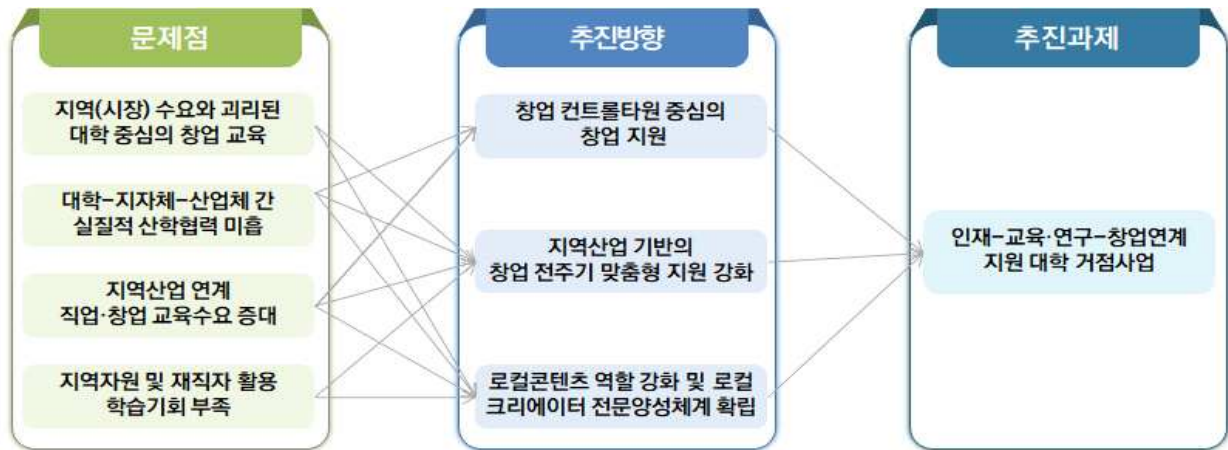 문제점
지역(시장) 수요와 괴리된
대학 중심의 창업 교육
대학-지자체-산업체 간
실질적 산학협력 미흡
지역산업 연계
직업·창업 교육수요 증대
지역자원 및 재직자 활용
학습기회 부족
추진방향
창업 컨트롤타원 중심의
창업 지원
지역산업 기반의
창업 전주기 맞춤형 지원 강화
로컬콘텐츠 역할 강화 및 로컬
크리에이터 전문양성체계 확립
추진과제
인재-교육·연구-창업연계
지원 대학 거점사업